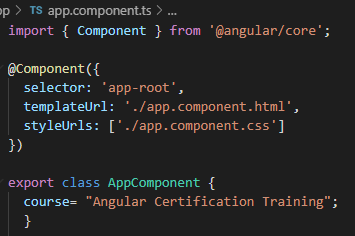 pp > TS app.component.ts > ...
import { Component } from '@angular/core';
@Component({
  selector: 'app-root',
  templateUrl: './app.component.html',
  styleUrls: ['./app.component.css']
})
export class AppComponent {
  course= "Angular Certification Training";
  }